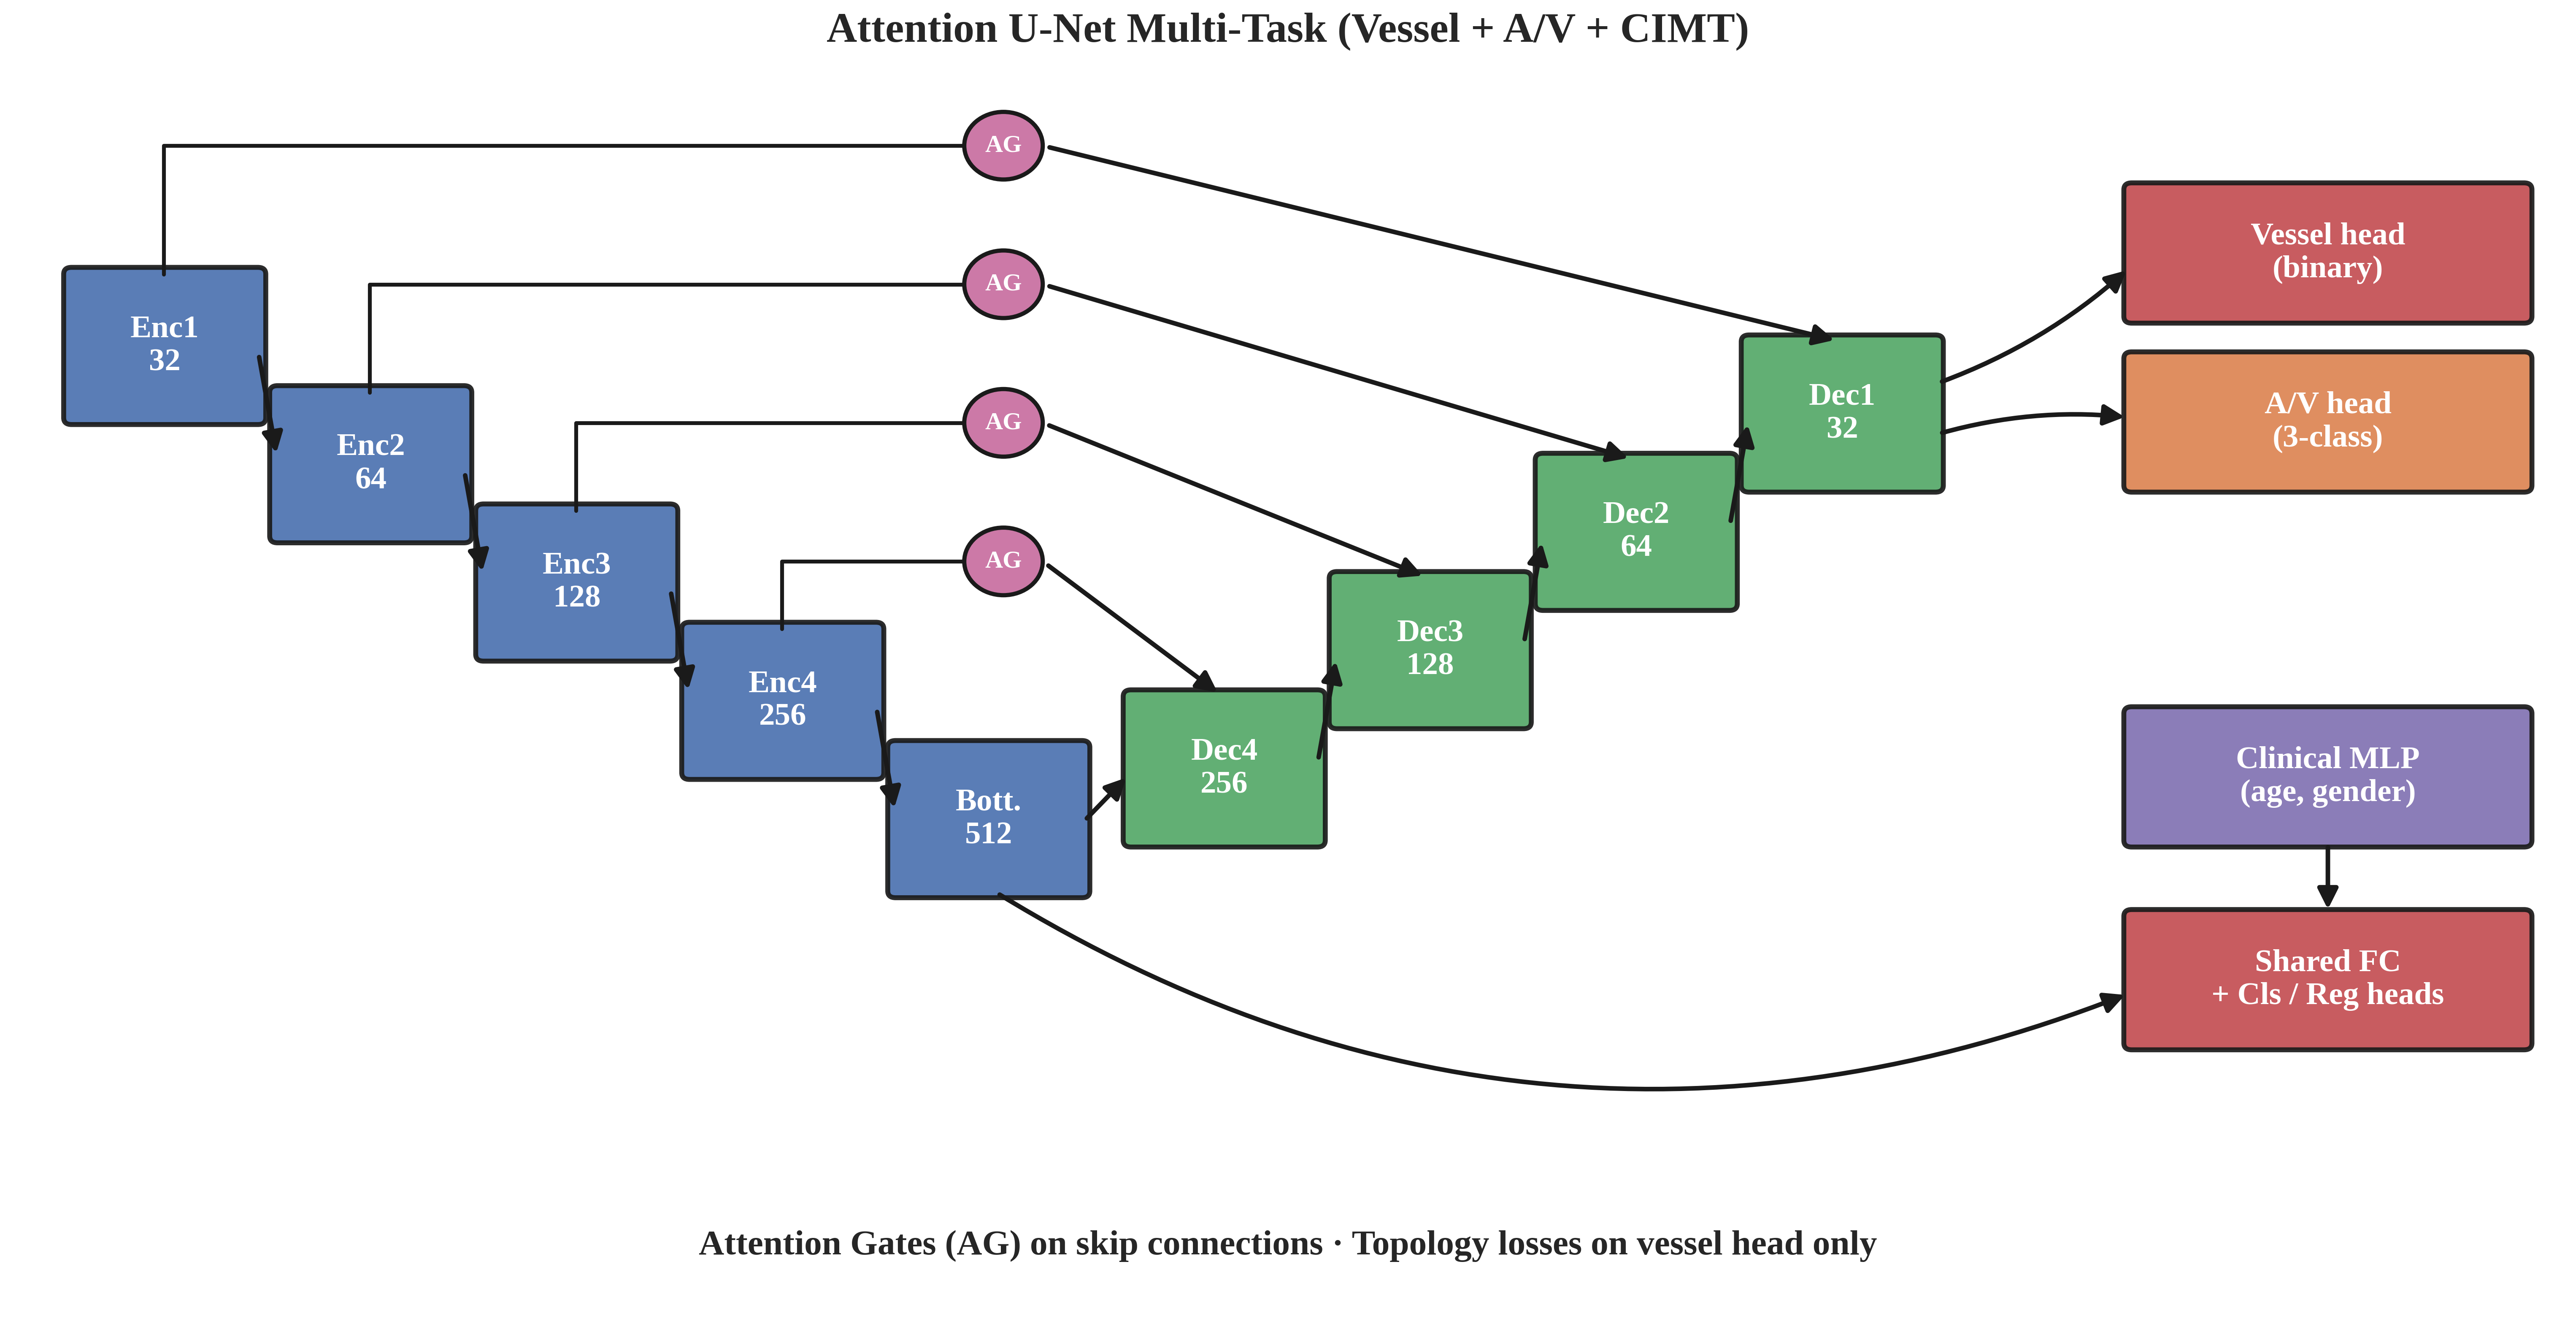 Attention U-Net Multi-Task (Vessel + A/V + CIMT)
AG
AG
AG
AG
Enc1
32
Enc2
64
Enc3
128
Enc4
256
Bott.
512
Dec4
256
Dec3
128
Dec2
64
Dec1
32
Vessel head
(binary)
A/V head
(3-class)
Clinical MLP
(age, gender)
Shared FC
+ Cls / Reg heads
Attention Gates (AG) on skip connections · Topology losses on vessel head only